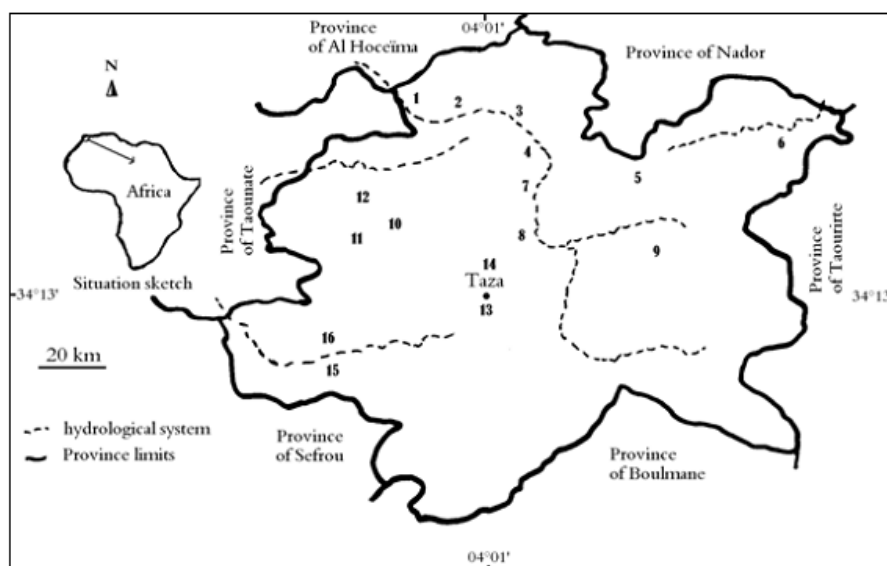 04°01'
Province
of Al Hoceïma
Province of Nador
N
1
2
3
4
5
6
7
8
9
10
11
12
13
14
15
16
Africa
Province
of Taounate
Province
of Taourirte
Situation sketch
Taza
34°13'
34°13'
20 km
hydrological system
Province limits
Province
of Sefrou
Province
of Boulmane
04°01'